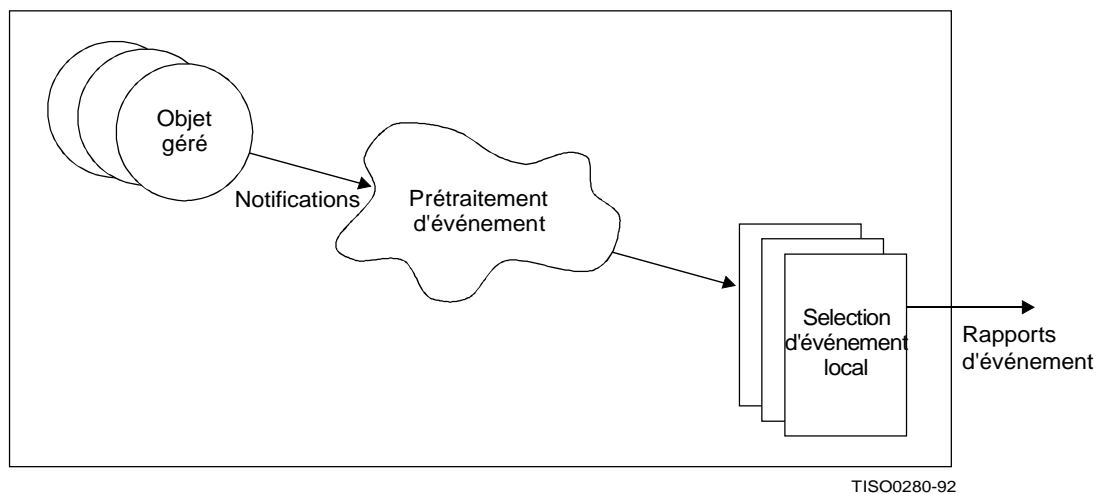 Objet
géré
Notifications
Prétraitement
d'événement
Selection
d'événement
local
Rapports
d'événement
TISO0280-92